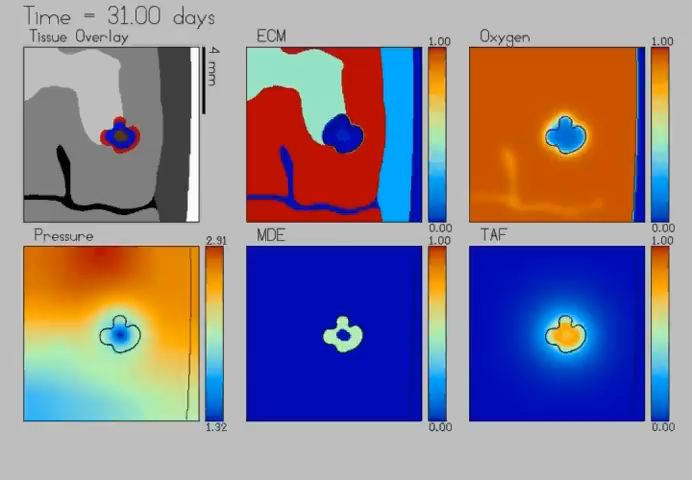 Time = 31.00 days
Tissue Overlay
ECM
Oxygen
4 mm
1.00
1.00
0.00
0.00
Pressure
MDE
TAF
2.91
1.00
1.00
1.32
0.00
0.00